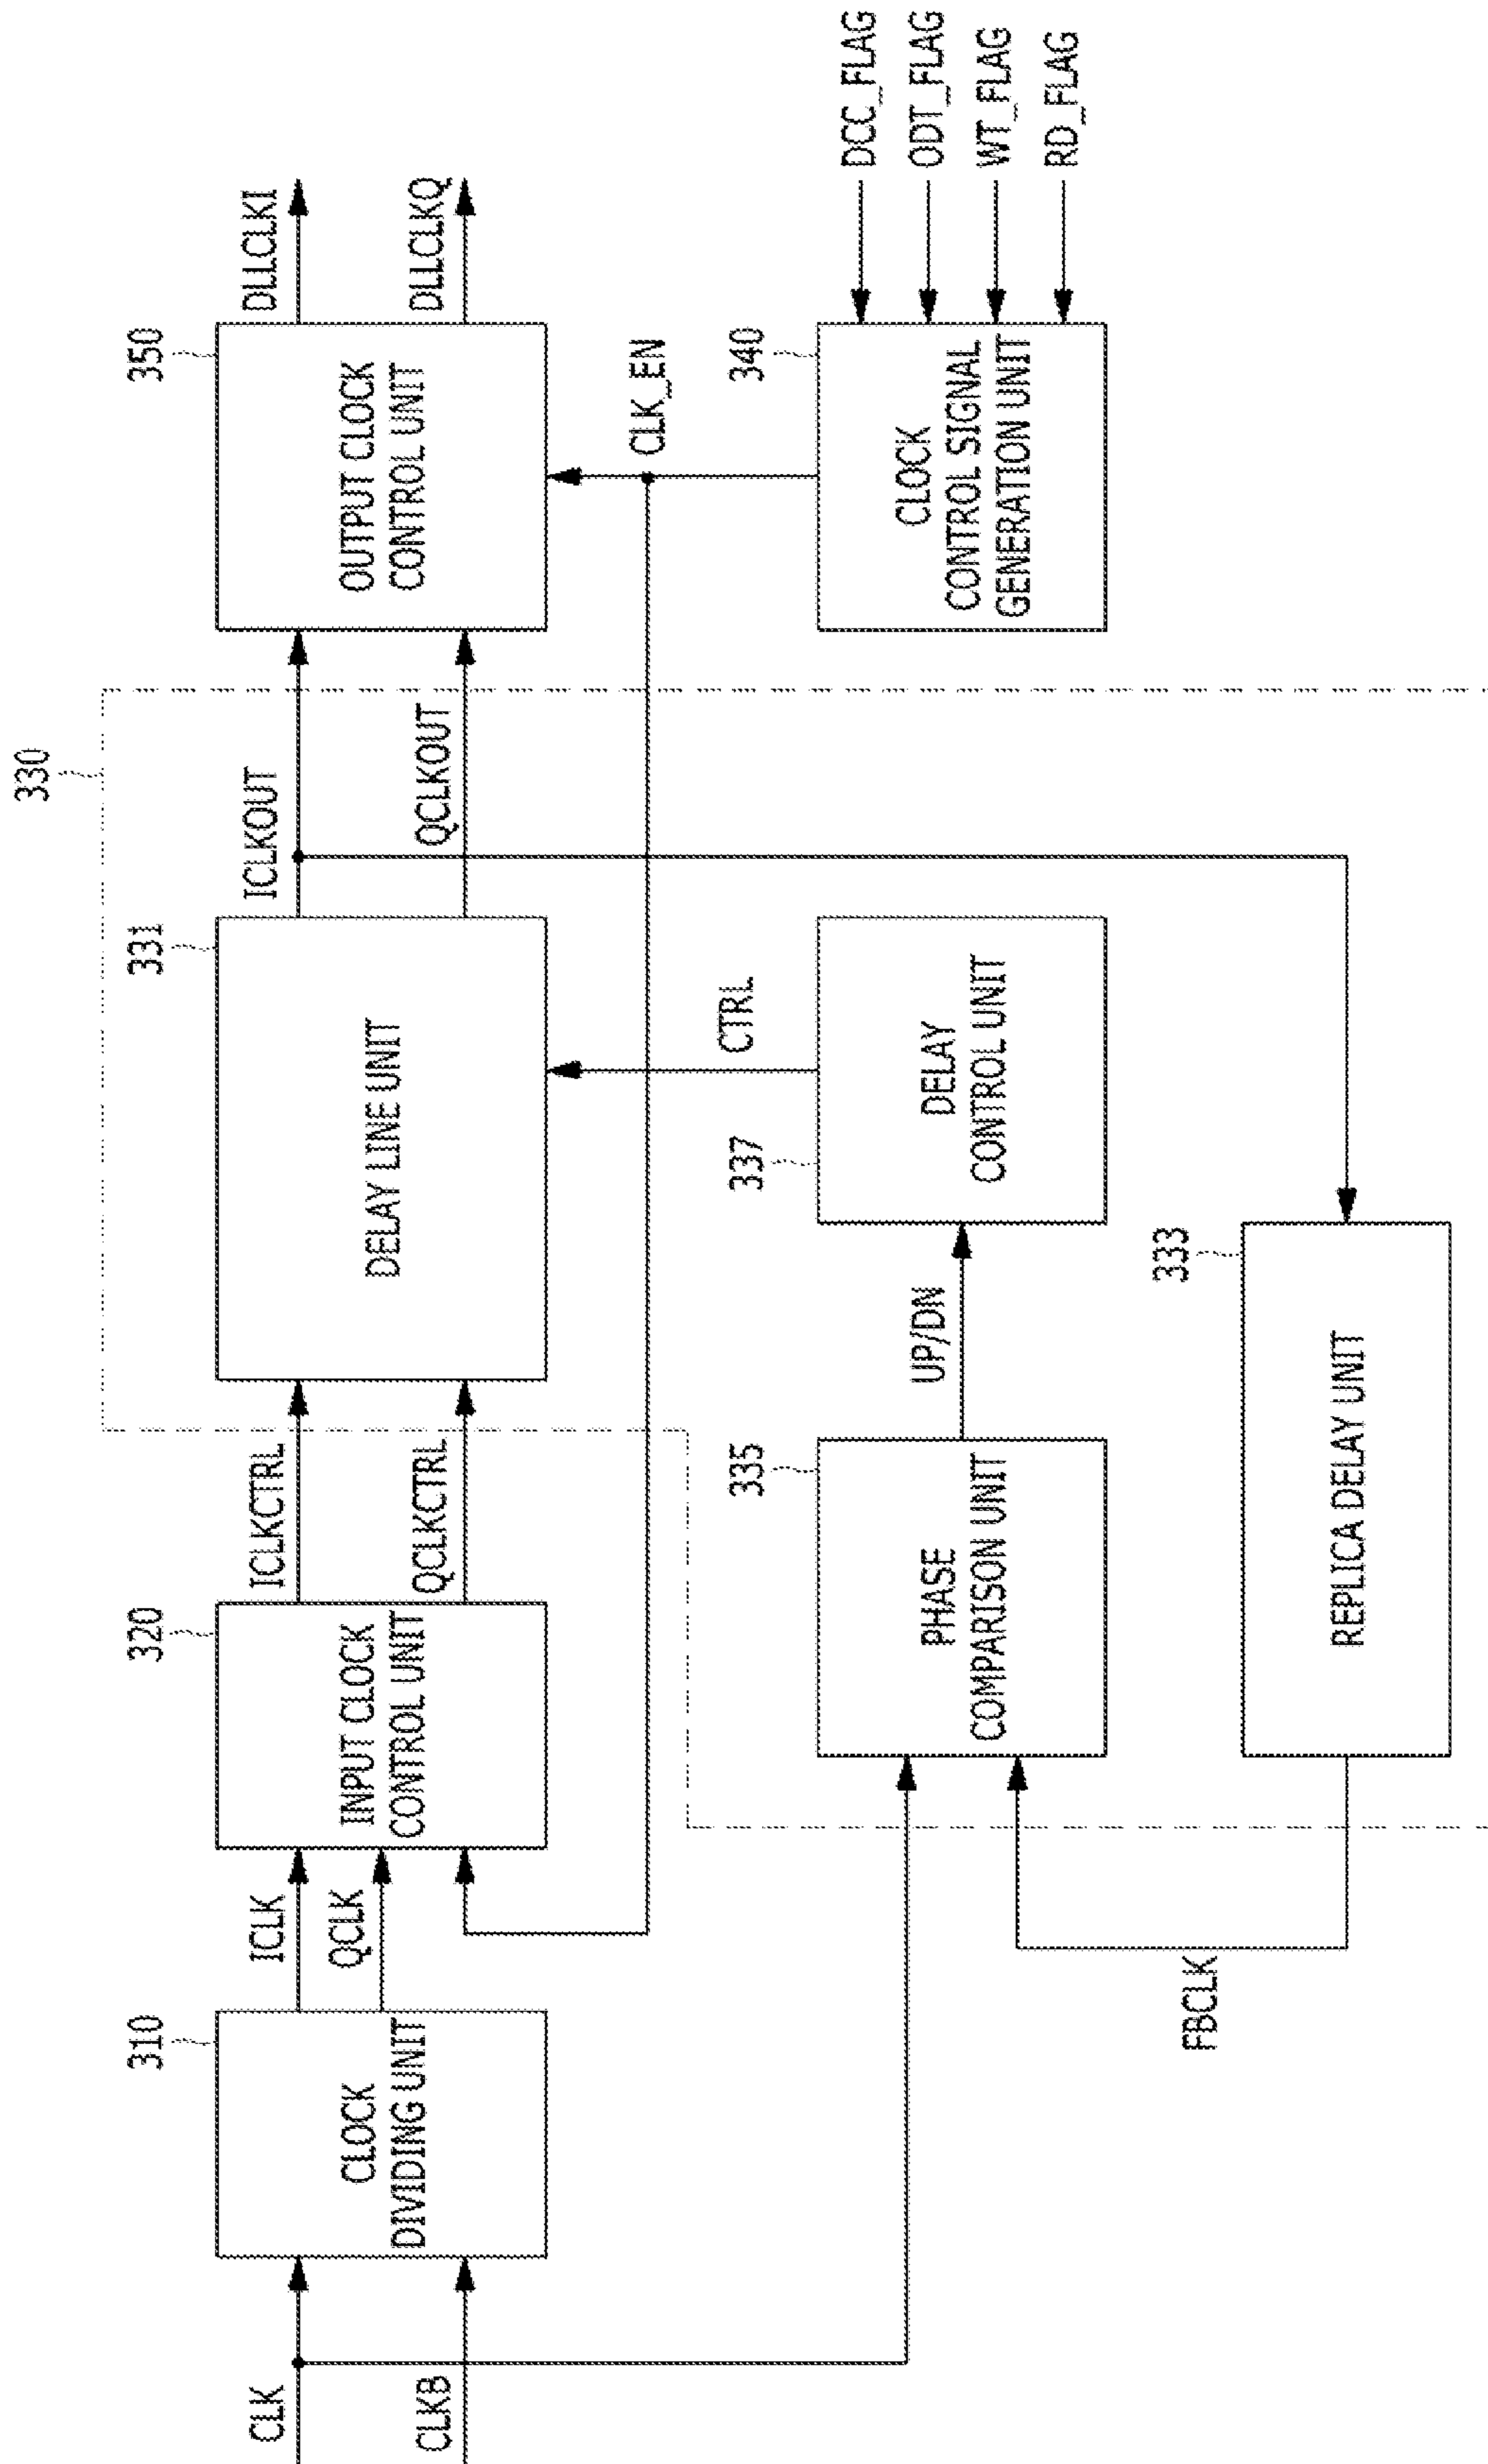 330
310
320
331
350
CLK
ICLK
ICLKCTRL
ICLKOUT
DLLCLKI
CLOCK
DIVIDING UNIT
INPUT CLOCK
CONTROL UNIT
DELAY LINE UNIT
OUTPUT CLOCK
CONTROL UNIT
QCLK
CLKB
QCLKCTRL
QCLKOUT
DLLCLKQ
CLK_EN
CTRL
335
337
340
PHASE
COMPARISON UNIT
UP/DN
DELAY
CONTROL UNIT
CLOCK
CONTROL SIGNAL
GENERATION UNIT
DCC_FLAG
ODT_FLAG
WT_FLAG
RD_FLAG
FBCLK
333
REPLICA DELAY UNIT